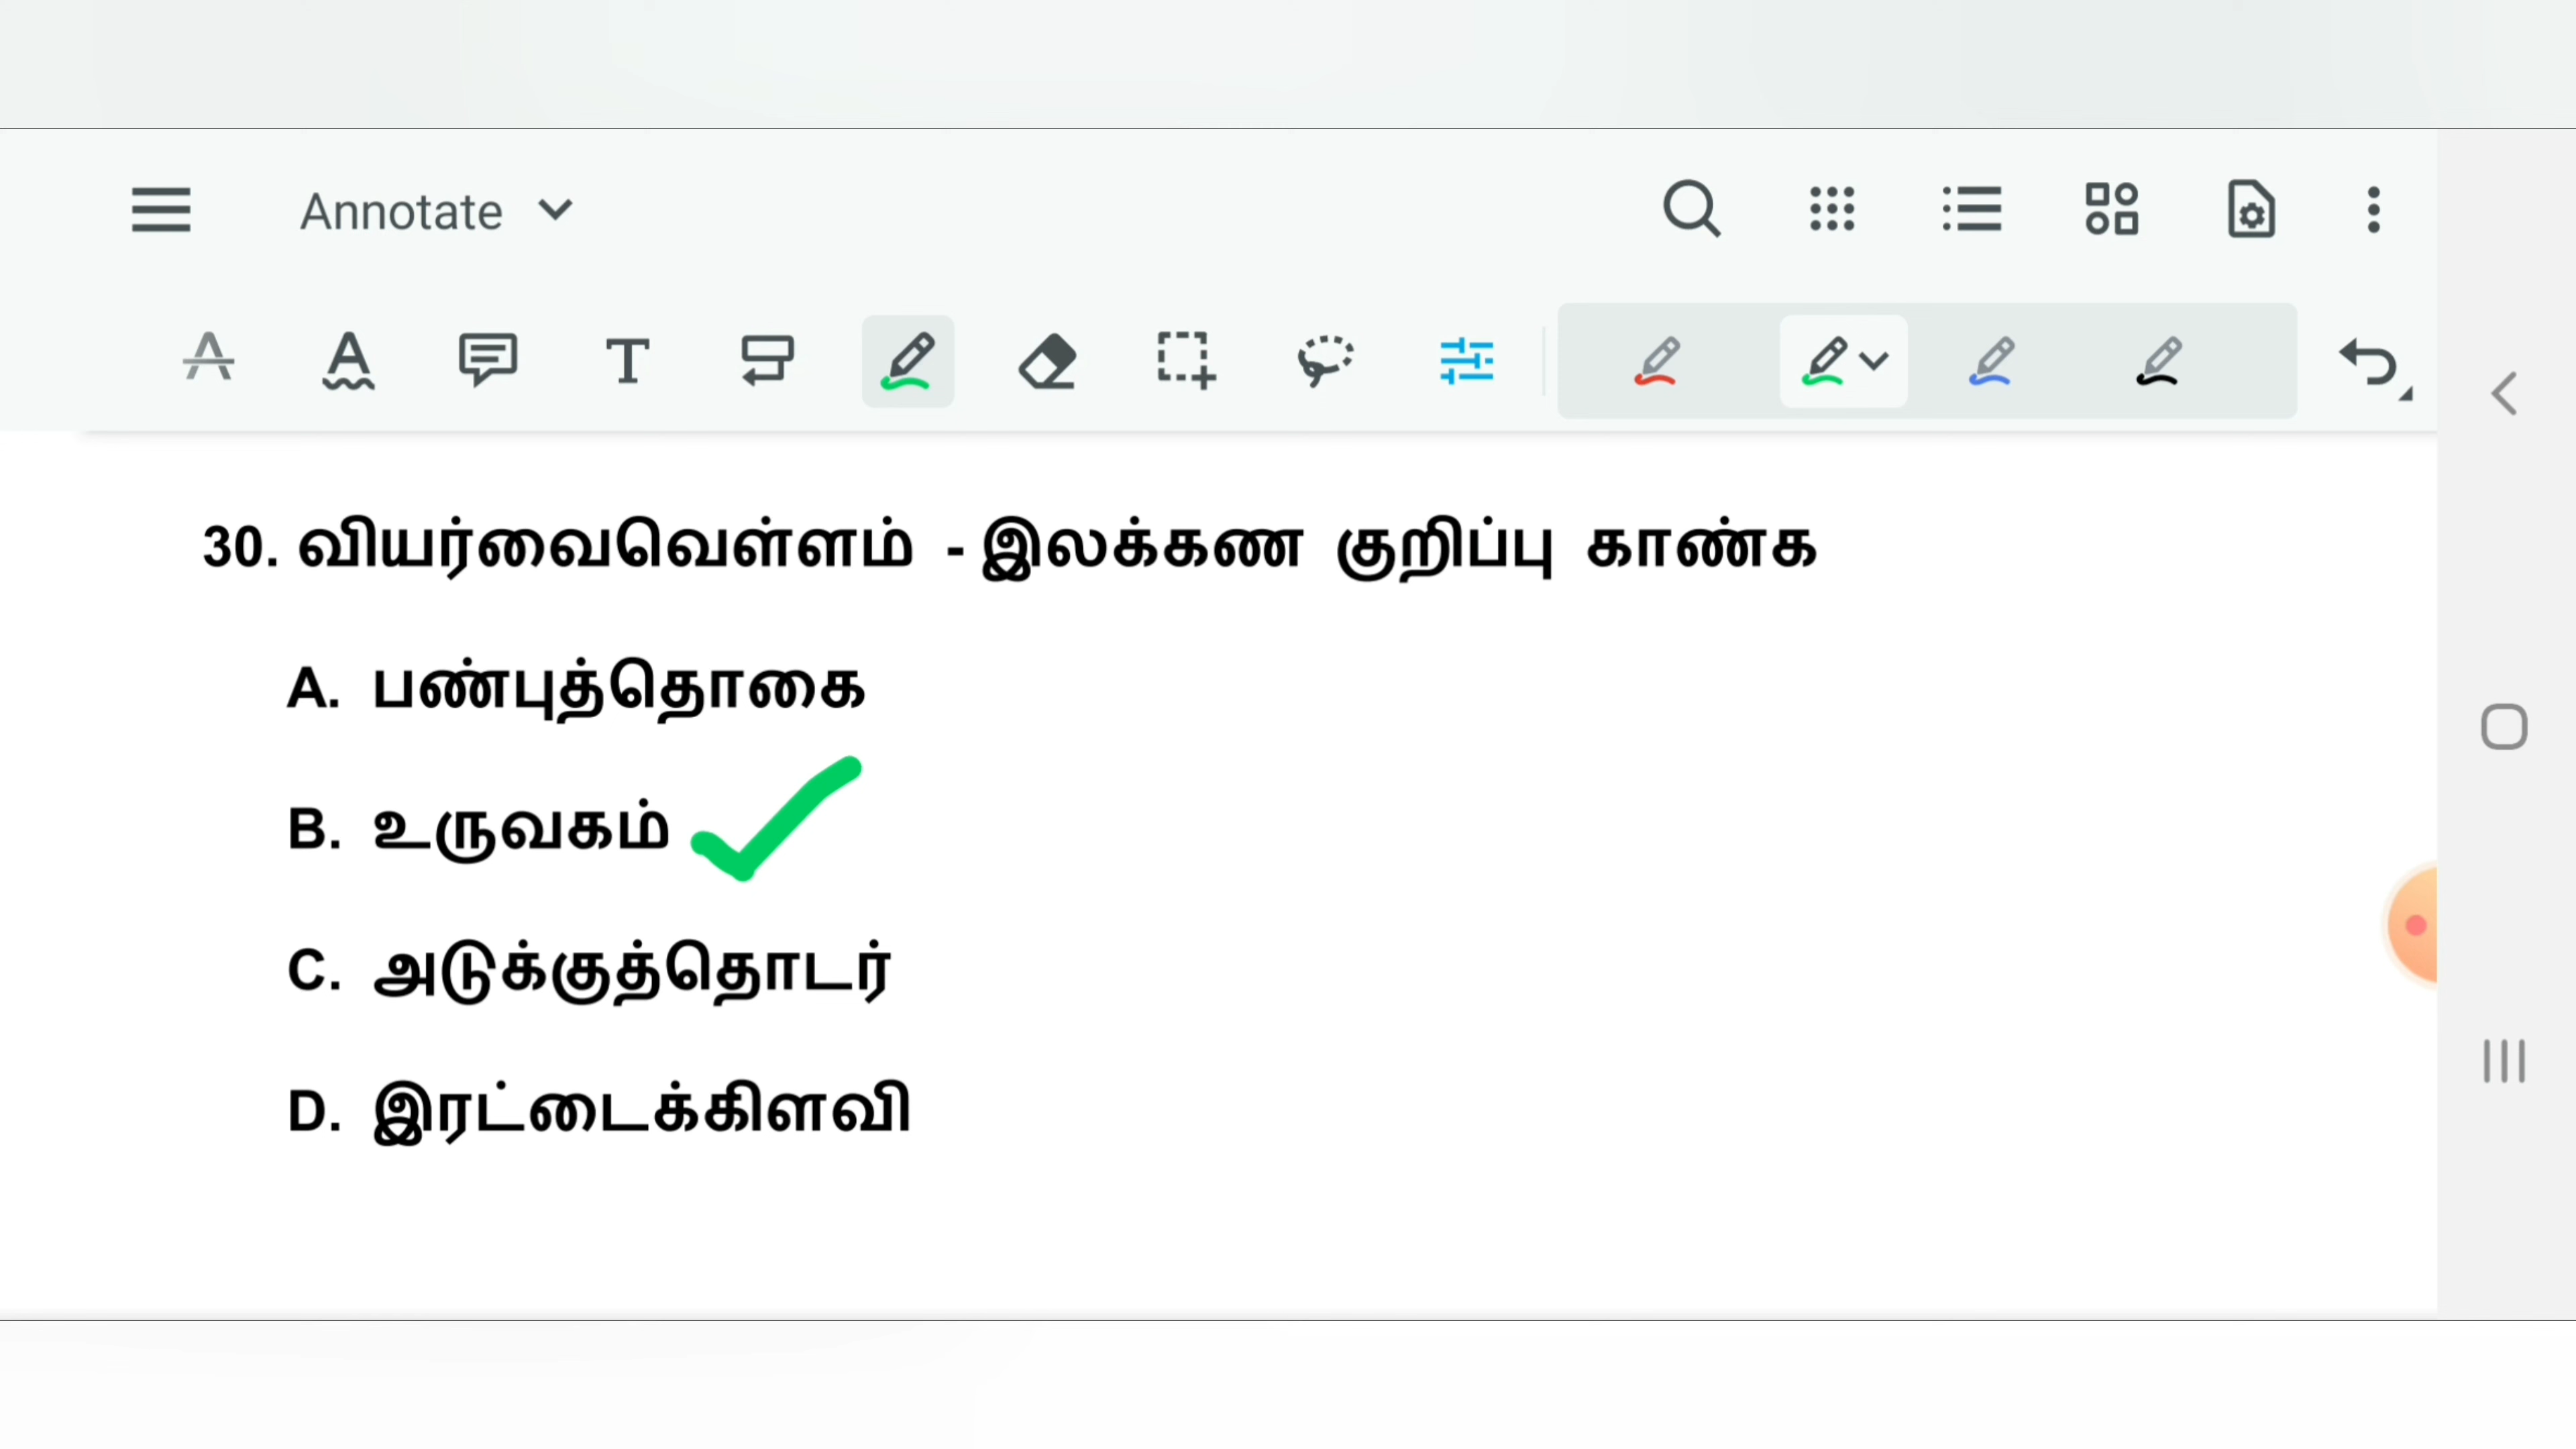 Annotate
30. வியர்வைவெள்ளம் - இலக்கண குறிப்பு காண்க
A. பண்புத்தொகை
B. உருவகம்
C. அடுக்குத்தொடர்
D. இரட்டைக்கிளவி